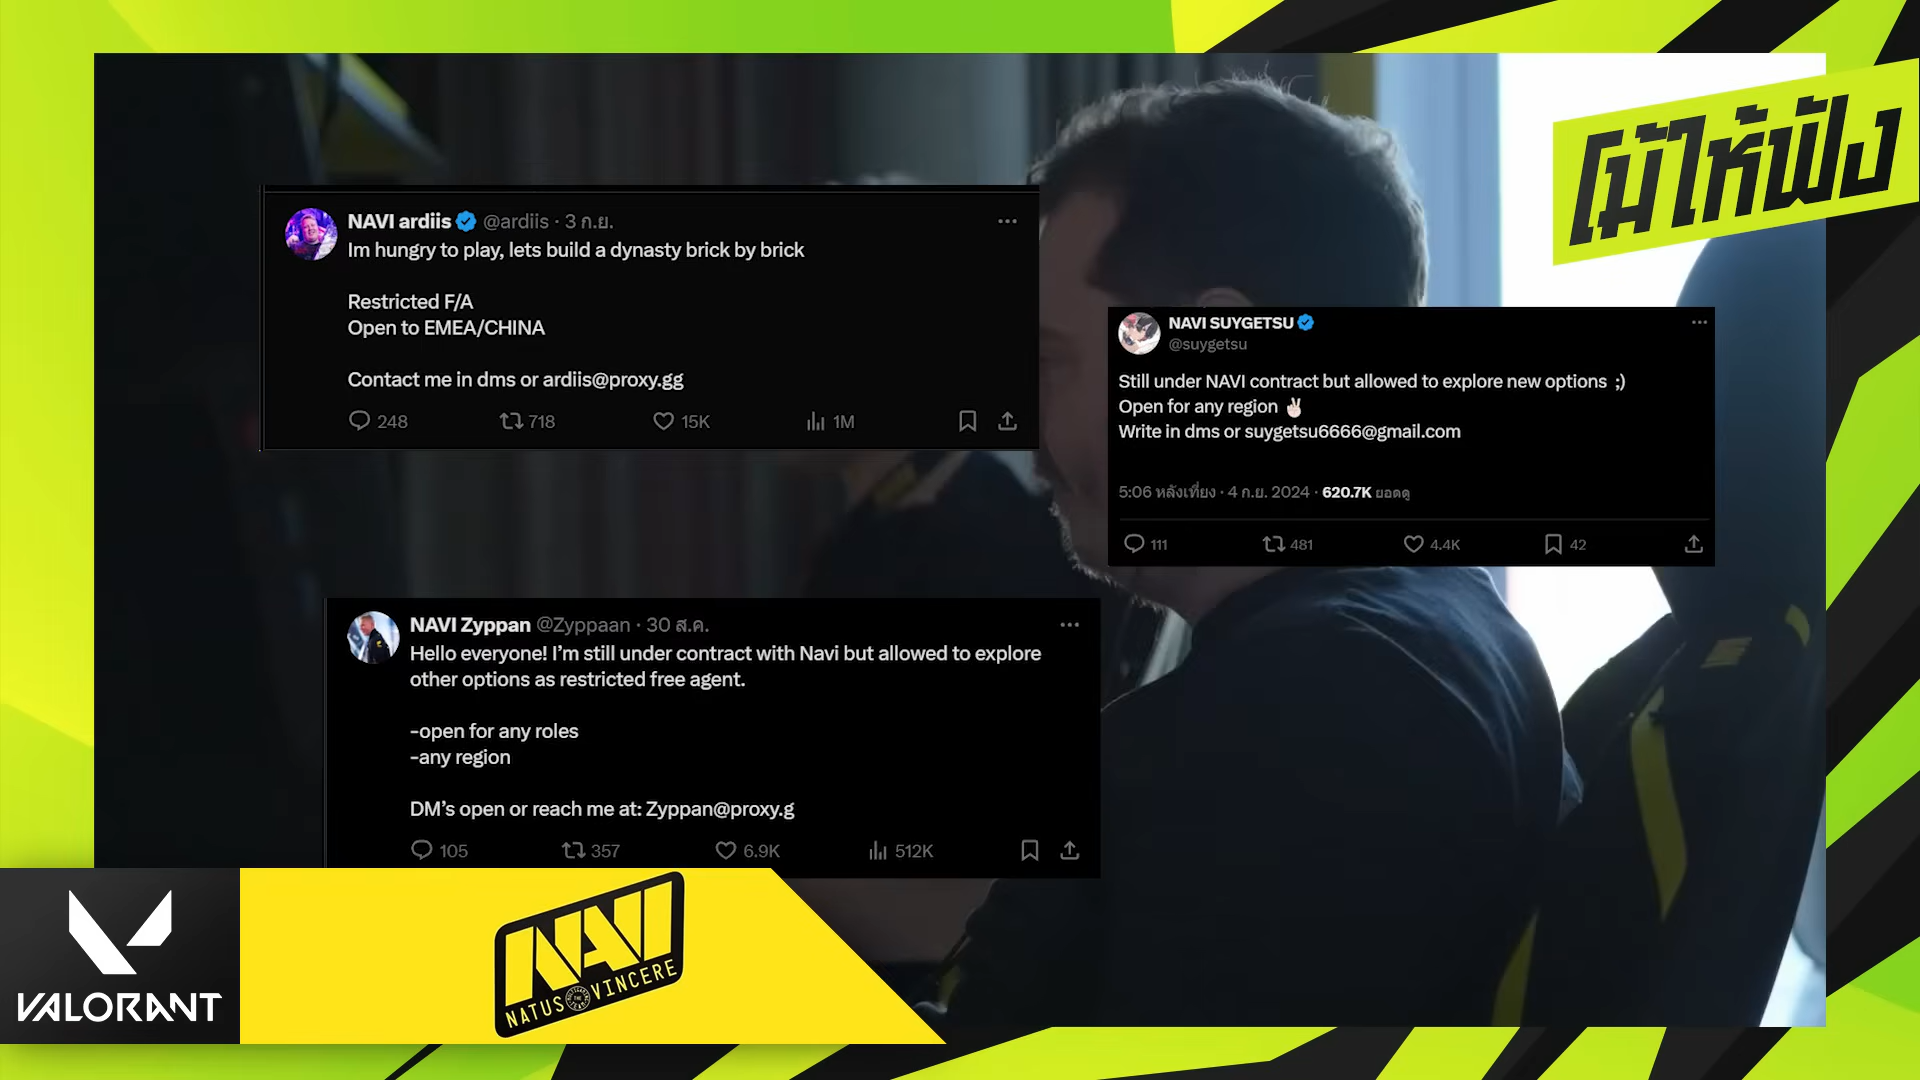 โม้ให้ฟัง
NAVI ardiis @ardiis · 3 ก.ย.
Im hungry to play, lets build a dynasty brick by brick
Restricted F/A
Open to EMEA/CHINA
Contact me in dms or ardiis@proxy.gg
248 718 15K 1M
NAVI SUYGETSU
@suygetsu
Still under NAVI contract but allowed to explore new options ;)
Open for any region ✌🏻
Write in dms or suygetsu6666@gmail.com
5:06 หลังเที่ยง · 4 ก.ย. 2024 · 620.7K ยอดดู
111 481 4.4K 42
NAVI Zyppan @Zyppaan · 30 ส.ค.
Hello everyone! I’m still under contract with Navi but allowed to explore
other options as restricted free agent.
-open for any roles
-any region
DM’s open or reach me at: Zyppan@proxy.g
105 357 6.9K 512K
VALORANT
NAVI
NATUS VINCERE